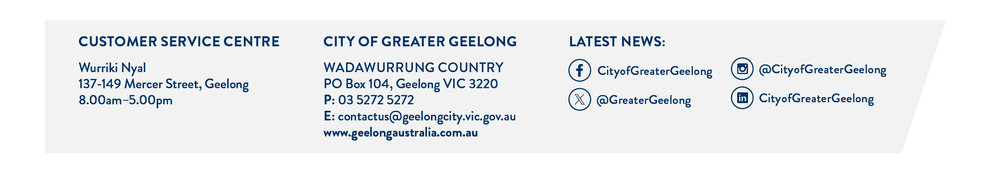 CUSTOMER SERVICE CENTRE
Wurriki Nyal
137-149 Mercer Street, Geelong
8.00am–5.00pm
CITY OF GREATER GEELONG
WADAWURRUNG COUNTRY
PO Box 104, Geelong VIC 3220
P: 03 5272 5272
E: contactus@geelongcity.vic.gov.au
www.geelongaustralia.com.au
LATEST NEWS:
CityofGreaterGeelong
@GreaterGeelong
@CityofGreaterGeelong
CityofGreaterGeelong